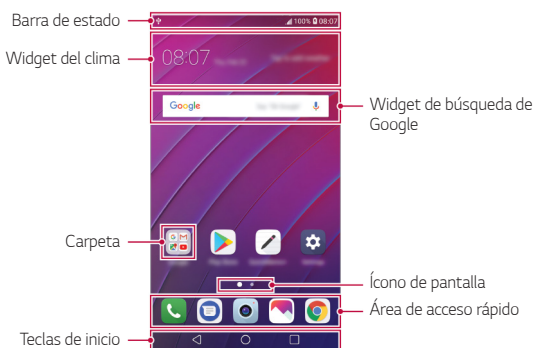 Barra de estado
100% 08:07
Widget del clima
08:07
Google
Widget de búsqueda de
Google
Carpeta
Ícono de pantalla
Área de acceso rápido
Teclas de inicio